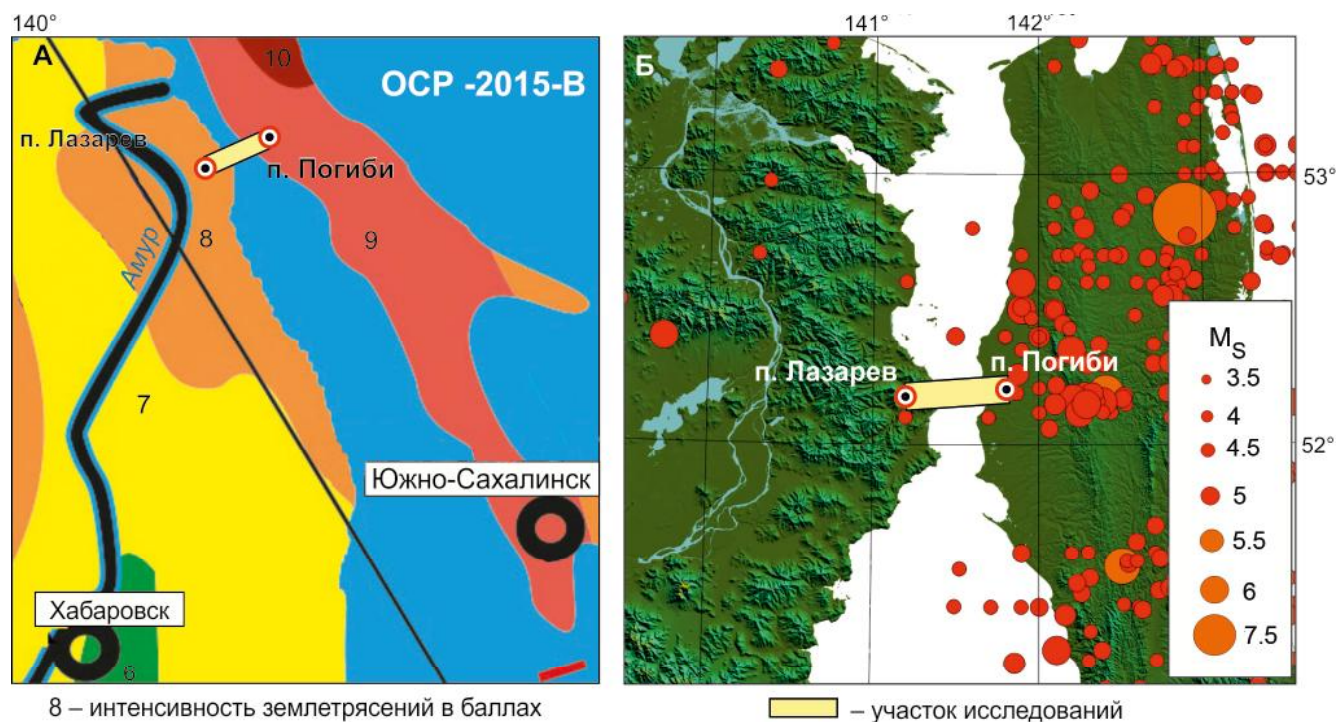 140°
141°
142°
А
10
ОСР -2015-В
п. Лазарев
п. Погиби
8
9
Амур
7
Южно-Сахалинск
Хабаровск
6
8 – интенсивность землетрясений в баллах
Б
53°
п. Лазарев
п. Погиби
52°
M S
3.5
4
4.5
5
5.5
6
7.5
– участок исследований